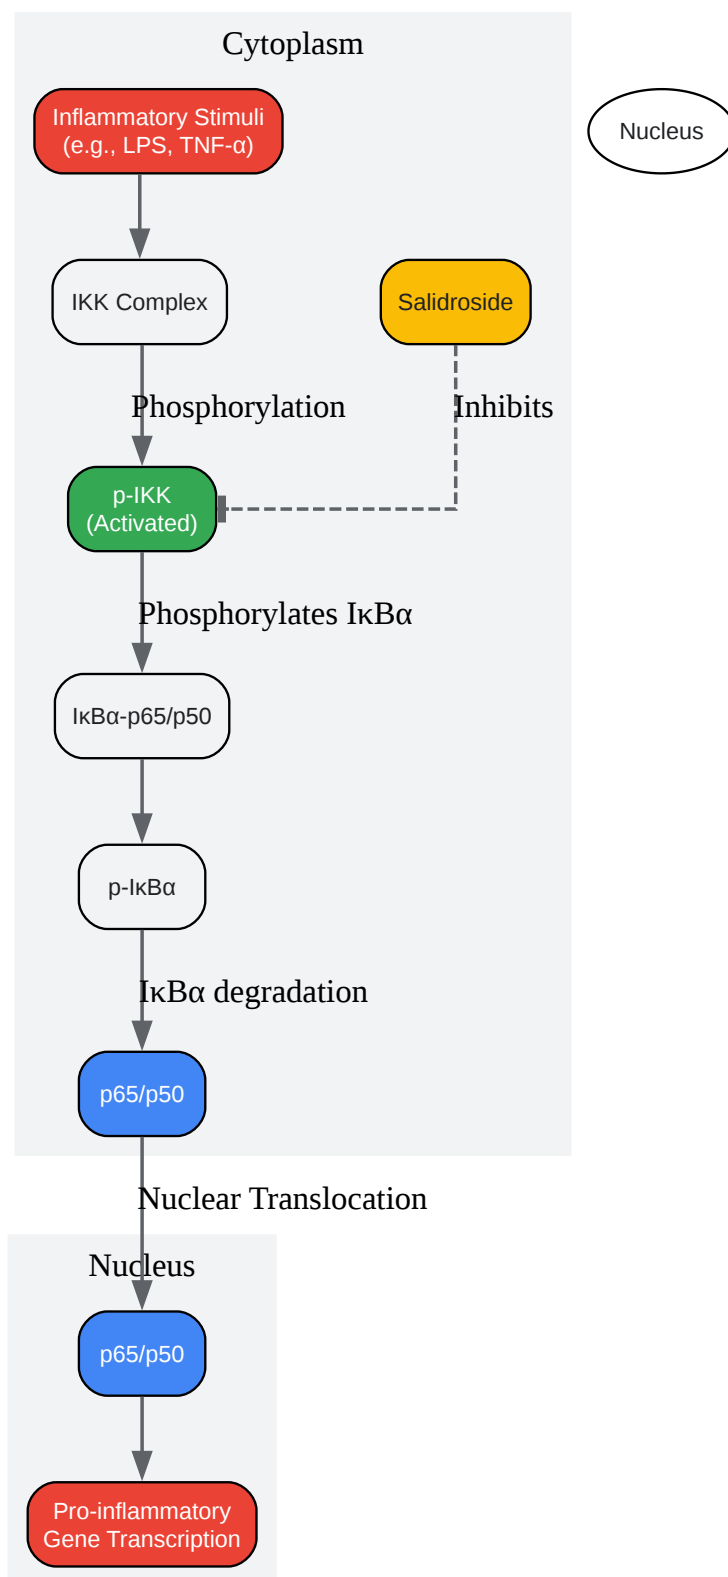 Cytoplasm
Inflammatory Stimuli
(e.g., LPS, TNF-α)
Nucleus
IKK Complex
Salidroside
Phosphorylation
Inhibits
p-IKK
(Activated)
Phosphorylates IκBα
IκBα-p65/p50
p-IκBα
IκBα degradation
p65/p50
Nuclear Translocation
Nucleus
p65/p50
Pro-inflammatory
Gene Transcription